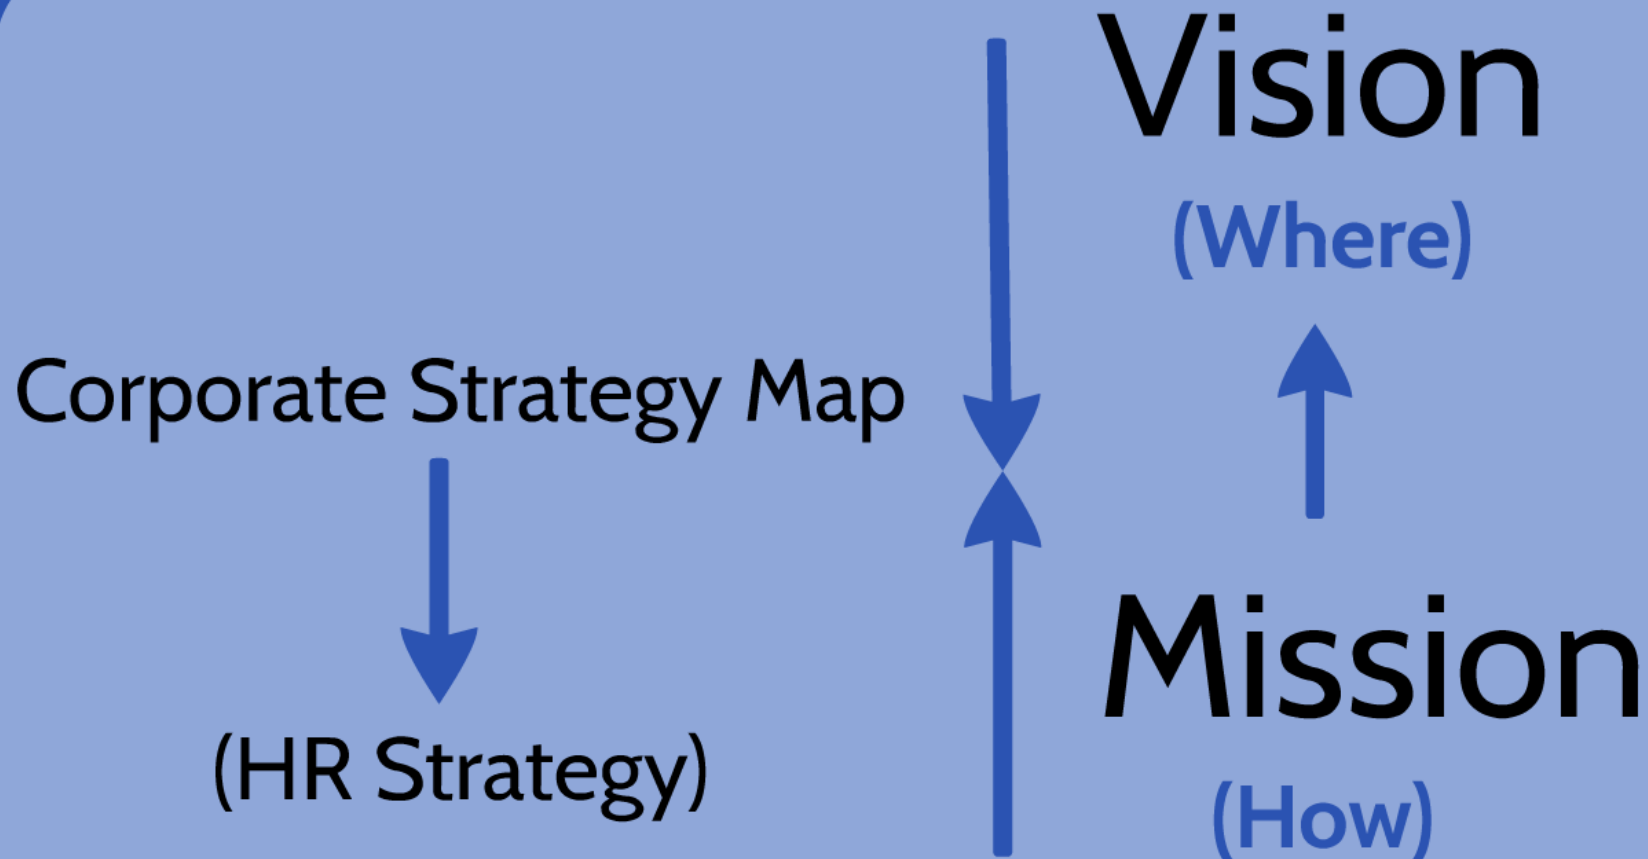 Vision
(Where)
Corporate Strategy Map
Mission
(HR Strategy)
(How)